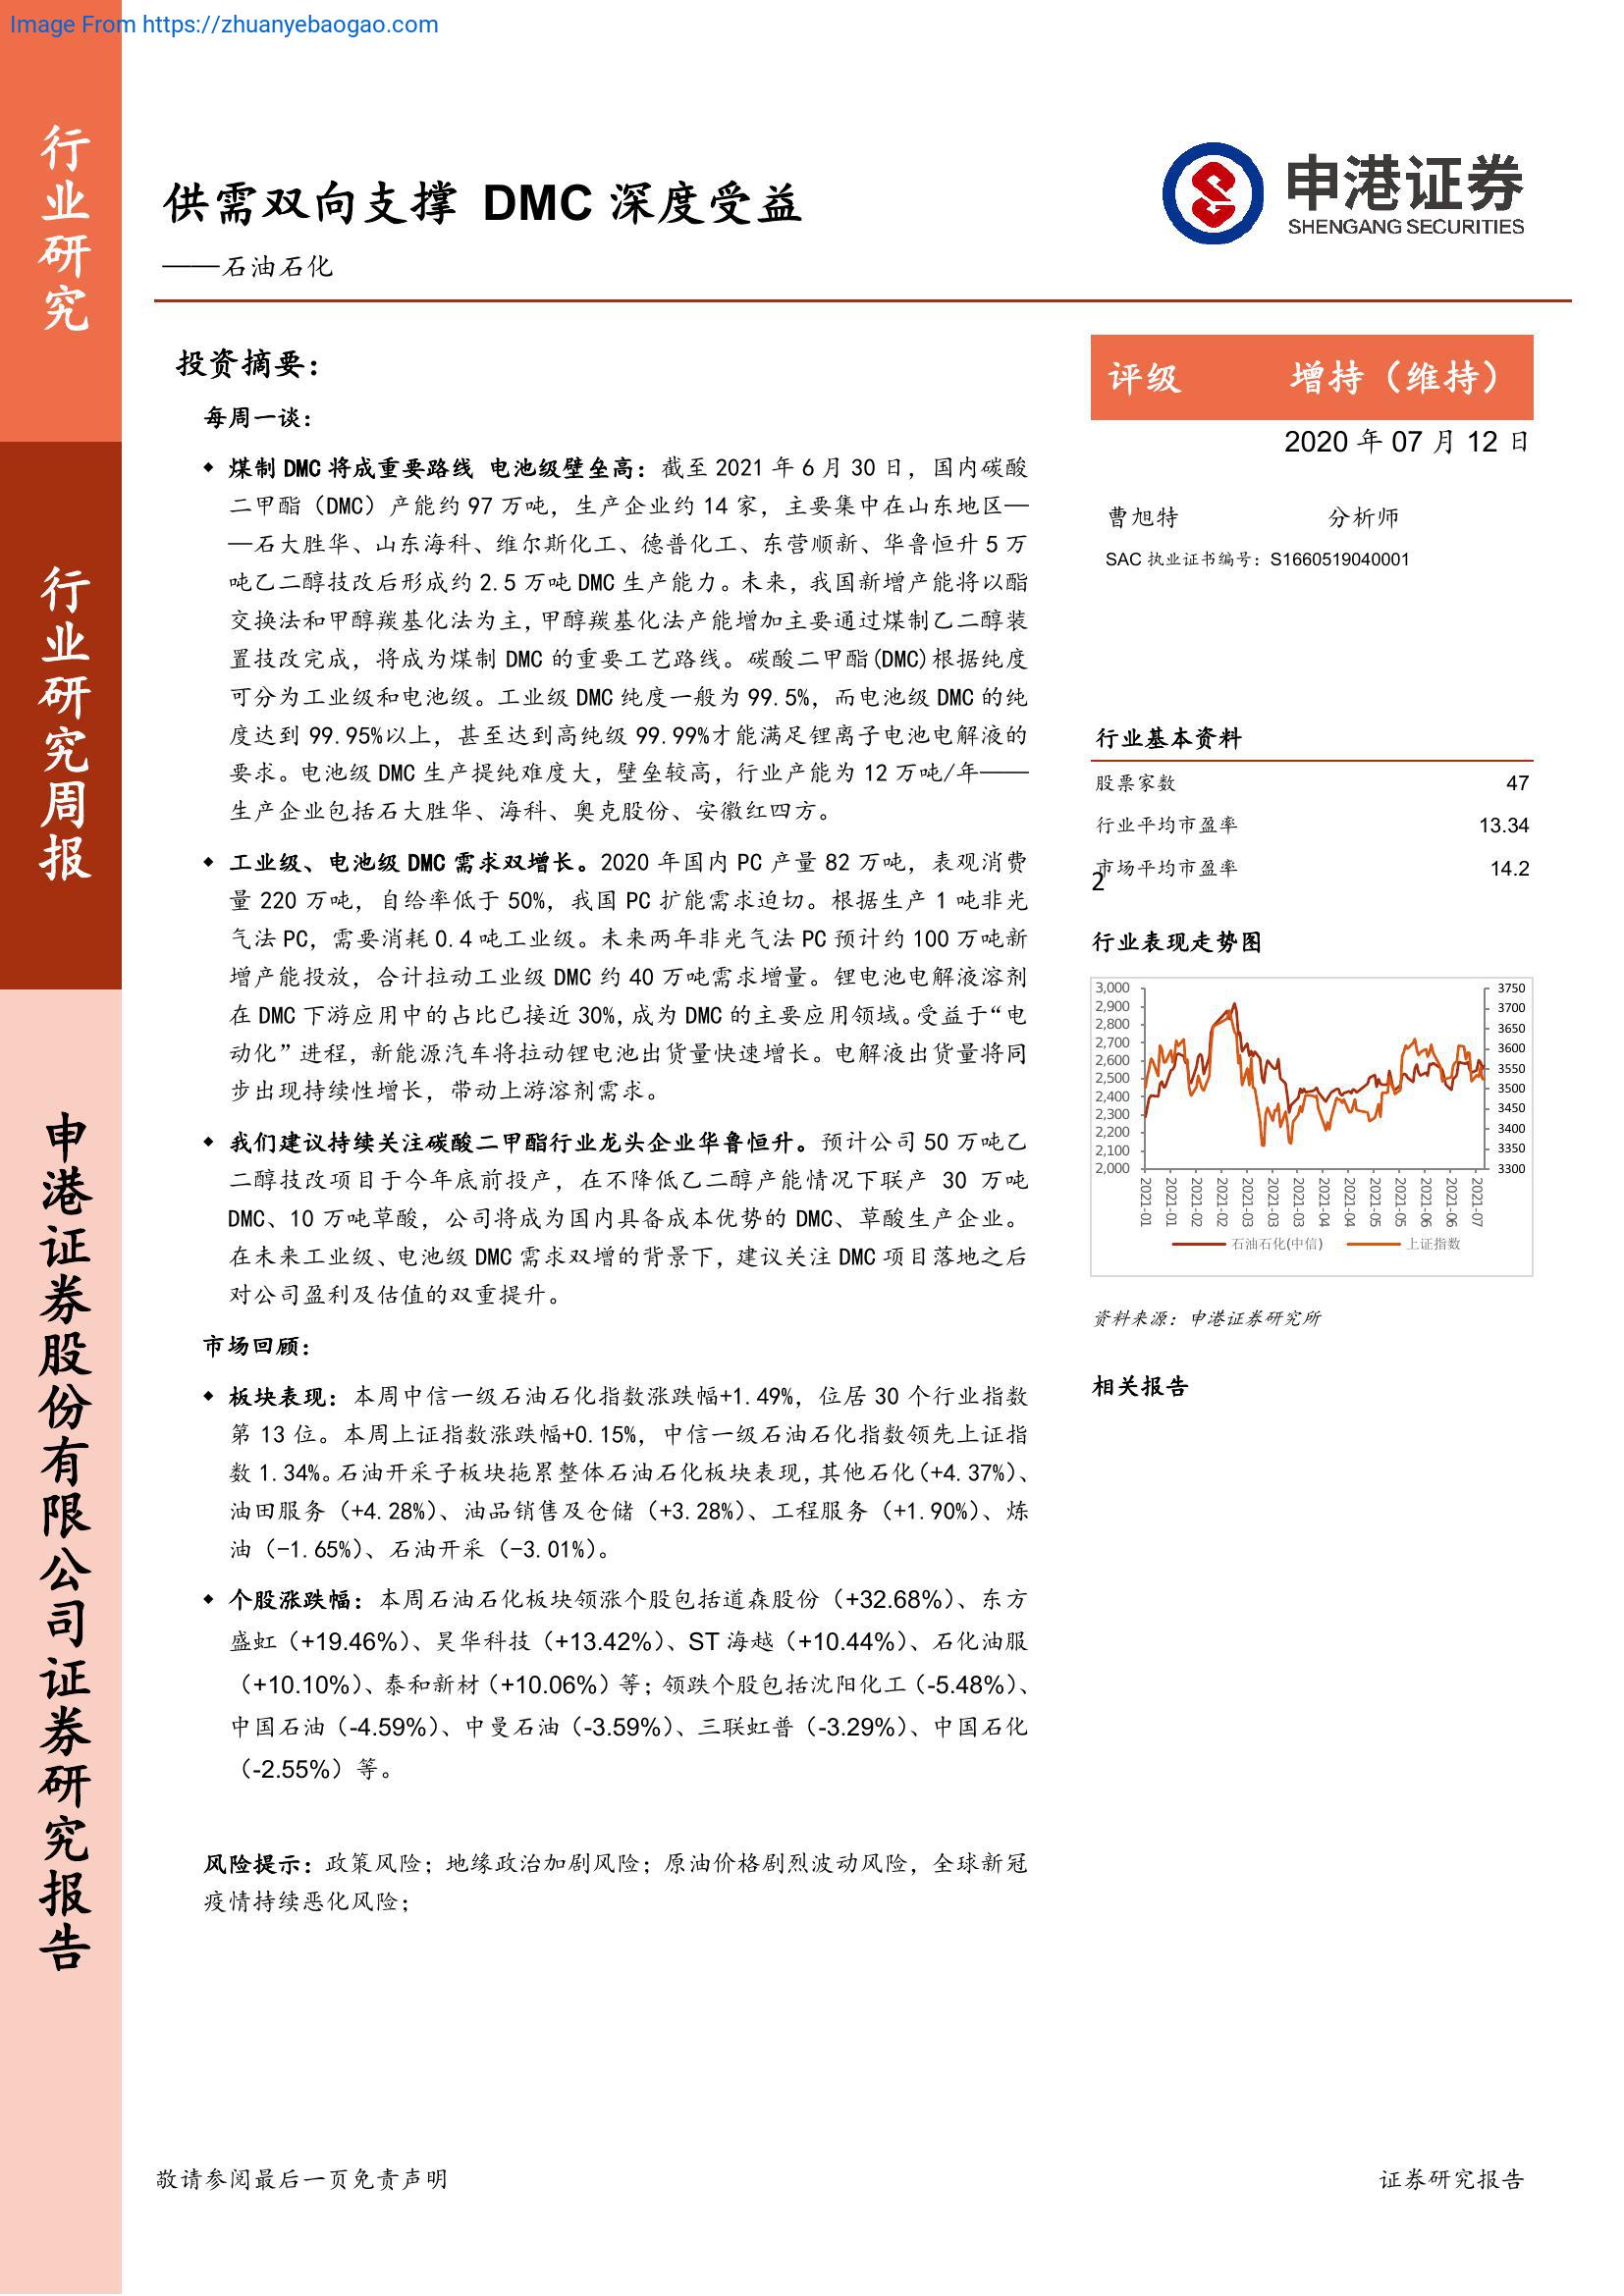 Image From https://zhuanyebaogao.com
行业研究
行业研究周报
申港证券股份有限公司证券研究报告
供需双向支撑 DMC 深度受益
——石油石化
申港证券
SHENGANG SECURITIES
投资摘要：
每周一谈：
◆ 煤制 DMC 将成重要路线 电池级壁垒高：截至 2021 年 6 月 30 日，国内碳酸
二甲酯（DMC）产能约 97 万吨，生产企业约 14 家，主要集中在山东地区—
—石大胜华、山东海科、维尔斯化工、德普化工、东营顺新、华鲁恒升 5 万
吨乙二醇技改后形成约 2.5 万吨 DMC 生产能力。未来，我国新增产能将以酯
交换法和甲醇羰基化法为主，甲醇羰基化法产能增加主要通过煤制乙二醇装
置技改完成，将成为煤制 DMC 的重要工艺路线。碳酸二甲酯(DMC)根据纯度
可分为工业级和电池级。工业级 DMC 纯度一般为 99.5%，而电池级 DMC 的纯
度达到 99.95%以上，甚至达到高纯级 99.99%才能满足锂离子电池电解液的
要求。电池级 DMC 生产提纯难度大，壁垒较高，行业产能为 12 万吨/年——
生产企业包括石大胜华、海科、奥克股份、安徽红四方。
◆ 工业级、电池级 DMC 需求双增长。2020 年国内 PC 产量 82 万吨，表观消费
量 220 万吨，自给率低于 50%，我国 PC 扩能需求迫切。根据生产 1 吨非光
气法 PC，需要消耗 0.4 吨工业级。未来两年非光气法 PC 预计约 100 万吨新
增产能投放，合计拉动工业级 DMC 约 40 万吨需求增量。锂电池电解液溶剂
在 DMC 下游应用中的占比已接近 30%，成为 DMC 的主要应用领域。受益于“电
动化”进程，新能源汽车将拉动锂电池出货量快速增长。电解液出货量将同
步出现持续性增长，带动上游溶剂需求。
◆ 我们建议持续关注碳酸二甲酯行业龙头企业华鲁恒升。预计公司 50 万吨乙
二醇技改项目于今年底前投产，在不降低乙二醇产能情况下联产 30 万吨
DMC、10 万吨草酸，公司将成为国内具备成本优势的 DMC、草酸生产企业。
在未来工业级、电池级 DMC 需求双增的背景下，建议关注 DMC 项目落地之后
对公司盈利及估值的双重提升。
市场回顾：
◆ 板块表现：本周中信一级石油石化指数涨跌幅+1.49%，位居 30 个行业指数
第 13 位。本周上证指数涨跌幅+0.15%，中信一级石油石化指数领先上证指
数 1.34%。石油开采子板块拖累整体石油石化板块表现，其他石化（+4.37%）、
油田服务（+4.28%）、油品销售及仓储（+3.28%）、工程服务（+1.90%）、炼
油（-1.65%）、石油开采（-3.01%）。
◆ 个股涨跌幅：本周石油石化板块领涨个股包括道森股份（+32.68%）、东方
盛虹（+19.46%）、昊华科技（+13.42%）、ST 海越（+10.44%）、石化油服
（+10.10%）、泰和新材（+10.06%）等；领跌个股包括沈阳化工（-5.48%）、
中国石油（-4.59%）、中曼石油（-3.59%）、三联虹普（-3.29%）、中国石化
（-2.55%）等。
风险提示：政策风险；地缘政治加剧风险；原油价格剧烈波动风险，全球新冠
疫情持续恶化风险；
评级 增持（维持）
2020 年 07 月 12 日
曹旭特 分析师
SAC 执业证书编号：S1660519040001
行业基本资料
股票家数 47
行业平均市盈率 13.34
市场平均市盈率 14.2
2
行业表现走势图
3,000 3750
2,900 3700
2,800 3650
2,700 3600
2,600 3550
2,500 3500
2,400 3450
2,300 3400
2,200 3350
2,100 3300
2,000
2021-01 2021-01 2021-02 2021-02 2021-03 2021-03 2021-03 2021-04 2021-04 2021-05 2021-05 2021-06 2021-06 2021-07
石油石化(中信) 上证指数
资料来源：申港证券研究所
相关报告
敬请参阅最后一页免责声明 证券研究报告